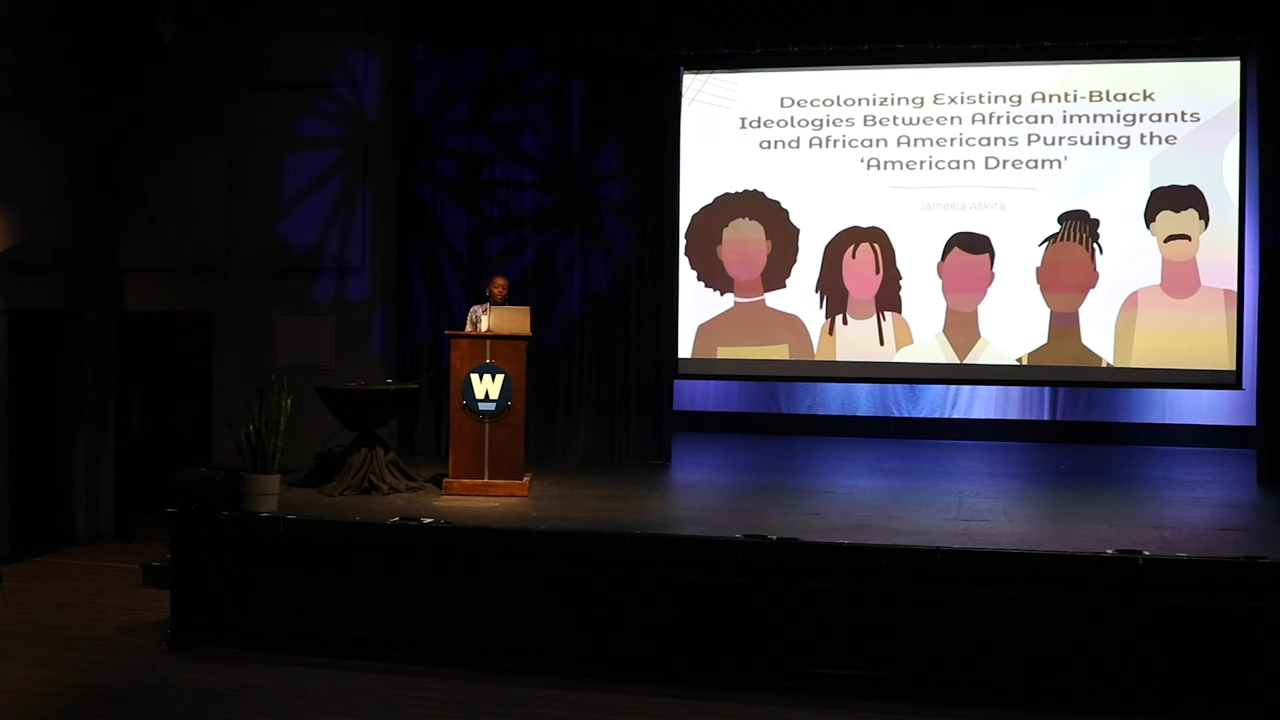 Decolonizing Existing Anti-Black
Ideologies Between African immigrants
and African Americans Pursuing the
‘American Dream'
Jameela Askira
W